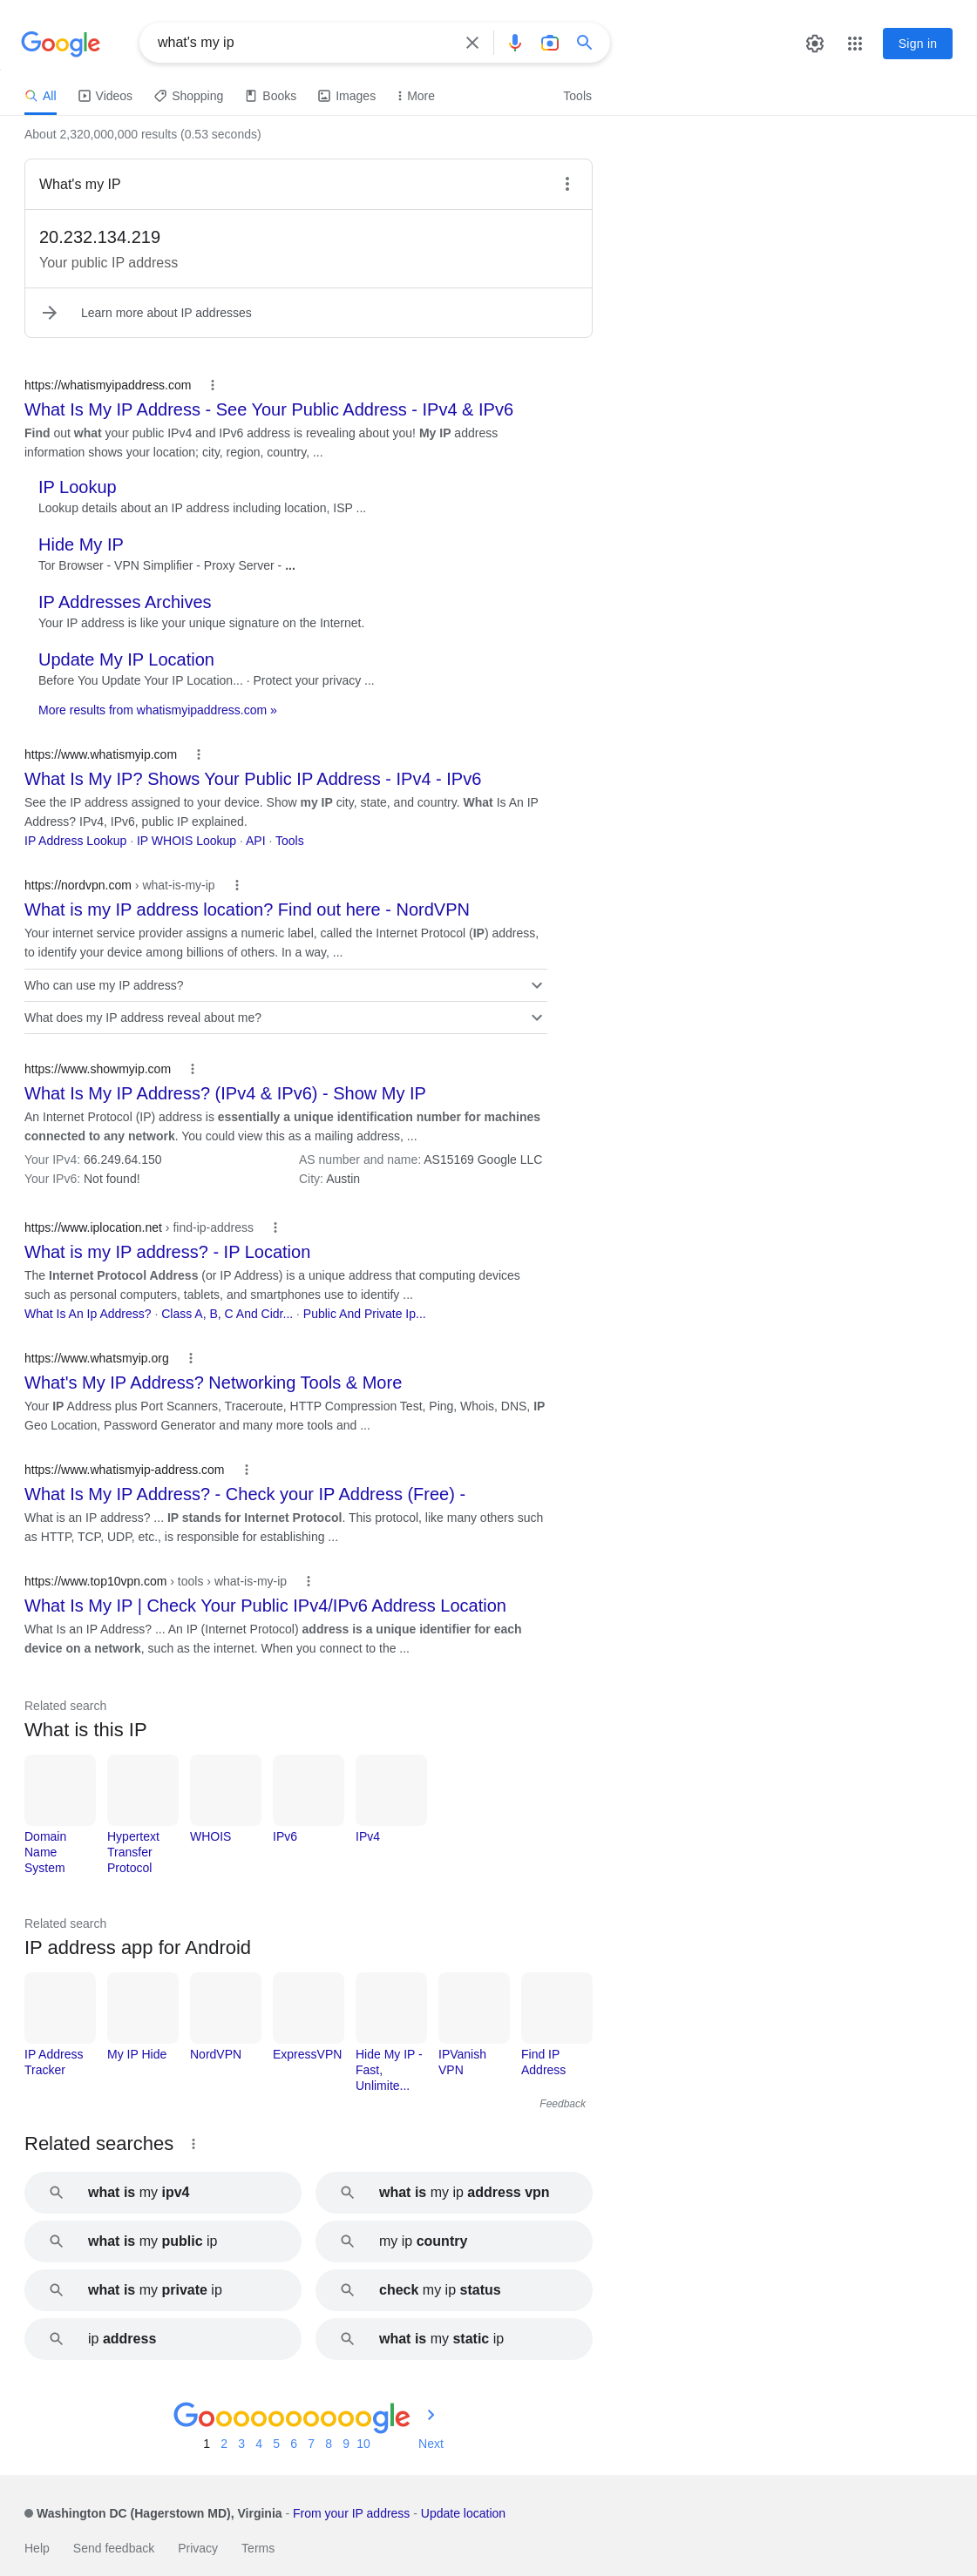 Google
what's my ip
Sign in
All Videos Shopping Books Images More Tools
About 2,320,000,000 results (0.53 seconds)
What's my IP
20.232.134.219
Your public IP address
Learn more about IP addresses
https://whatismyipaddress.com
What Is My IP Address - See Your Public Address - IPv4 & IPv6
Find out what your public IPv4 and IPv6 address is revealing about you! My IP address
information shows your location; city, region, country, ...
IP Lookup
Lookup details about an IP address including location, ISP ...
Hide My IP
Tor Browser - VPN Simplifier - Proxy Server - ...
IP Addresses Archives
Your IP address is like your unique signature on the Internet.
Update My IP Location
Before You Update Your IP Location... · Protect your privacy ...
More results from whatismyipaddress.com »
https://www.whatismyip.com
What Is My IP? Shows Your Public IP Address - IPv4 - IPv6
See the IP address assigned to your device. Show my IP city, state, and country. What Is An IP
Address? IPv4, IPv6, public IP explained.
IP Address Lookup · IP WHOIS Lookup · API · Tools
https://nordvpn.com › what-is-my-ip
What is my IP address location? Find out here - NordVPN
Your internet service provider assigns a numeric label, called the Internet Protocol (IP) address,
to identify your device among billions of others. In a way, ...
Who can use my IP address?
What does my IP address reveal about me?
https://www.showmyip.com
What Is My IP Address? (IPv4 & IPv6) - Show My IP
An Internet Protocol (IP) address is essentially a unique identification number for machines
connected to any network. You could view this as a mailing address, ...
Your IPv4: 66.249.64.150 AS number and name: AS15169 Google LLC
Your IPv6: Not found! City: Austin
https://www.iplocation.net › find-ip-address
What is my IP address? - IP Location
The Internet Protocol Address (or IP Address) is a unique address that computing devices
such as personal computers, tablets, and smartphones use to identify ...
What Is An Ip Address? · Class A, B, C And Cidr... · Public And Private Ip...
https://www.whatsmyip.org
What's My IP Address? Networking Tools & More
Your IP Address plus Port Scanners, Traceroute, HTTP Compression Test, Ping, Whois, DNS, IP
Geo Location, Password Generator and many more tools and ...
https://www.whatismyip-address.com
What Is My IP Address? - Check your IP Address (Free) -
What is an IP address? ... IP stands for Internet Protocol. This protocol, like many others such
as HTTP, TCP, UDP, etc., is responsible for establishing ...
https://www.top10vpn.com › tools › what-is-my-ip
What Is My IP | Check Your Public IPv4/IPv6 Address Location
What Is an IP Address? ... An IP (Internet Protocol) address is a unique identifier for each
device on a network, such as the internet. When you connect to the ...
Related search
What is this IP
Domain Name System
Hypertext Transfer Protocol
WHOIS
IPv6
IPv4
Related search
IP address app for Android
IP Address Tracker
My IP Hide
NordVPN
ExpressVPN
Hide My IP - Fast, Unlimite...
IPVanish VPN
Find IP Address
Feedback
Related searches
what is my ipv4
what is my ip address vpn
what is my public ip
my ip country
what is my private ip
check my ip status
ip address
what is my static ip
Goooooooooogle
1 2 3 4 5 6 7 8 9 10 Next
Washington DC (Hagerstown MD), Virginia - From your IP address - Update location
Help Send feedback Privacy Terms